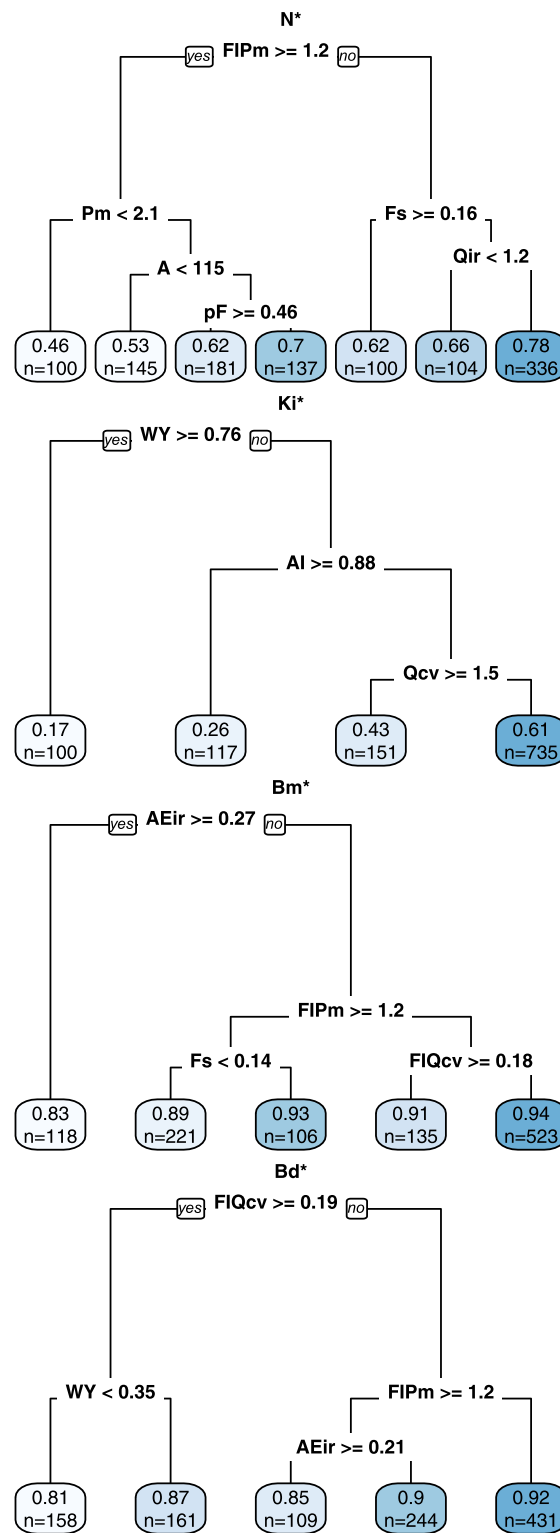 N*
yes FIPm >= 1.2 no
Pm < 2.1 Fs >= 0.16
A < 115 Qir < 1.2
pF >= 0.46
0.46 0.53 0.62 0.7 0.62 0.66 0.78
n=100 n=145 n=181 n=137 n=100 n=104 n=336
Ki*
yes WY >= 0.76 no
AI >= 0.88
Qcv >= 1.5
0.17 0.26 0.43 0.61
n=100 n=117 n=151 n=735
Bm*
yes AEir >= 0.27 no
FIPm >= 1.2
Fs < 0.14 FIQcv >= 0.18
0.83 0.89 0.93 0.91 0.94
n=118 n=221 n=106 n=135 n=523
Bd*
yes FIQcv >= 0.19 no
WY < 0.35 FIPm >= 1.2
AEir >= 0.21
0.81 0.87 0.85 0.9 0.92
n=158 n=161 n=109 n=244 n=431